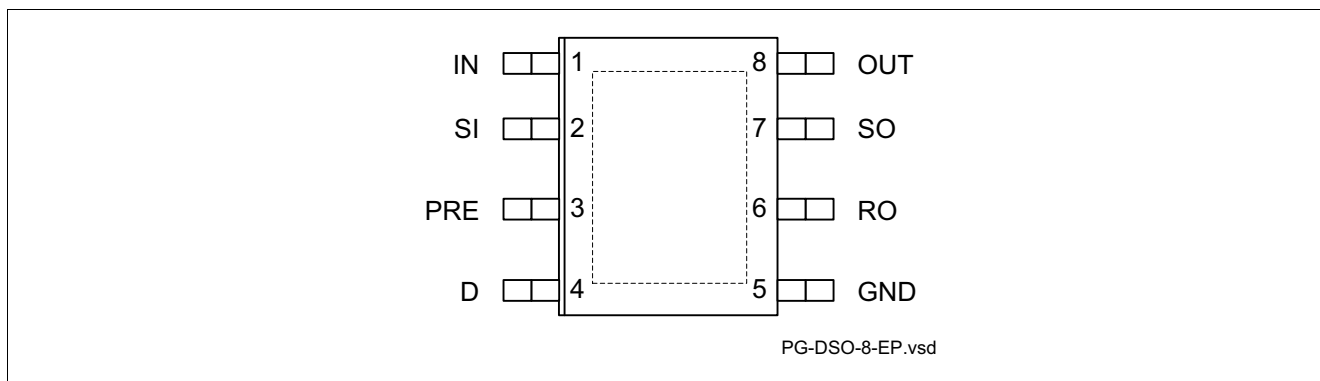 IN 1 8 OUT
SI 2 7 SO
PRE 3 6 RO
D 4 5 GND
PG-DSO-8-EP.vsd